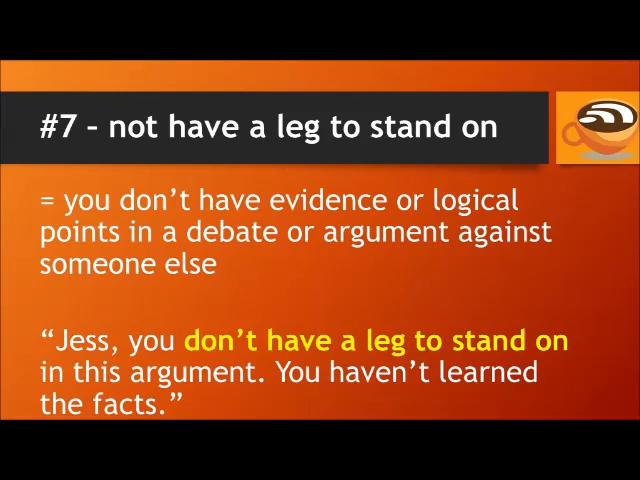 #7 – not have a leg to stand on
= you don’t have evidence or logical
points in a debate or argument against
someone else
“Jess, you don’t have a leg to stand on
in this argument. You haven’t learned
the facts.”